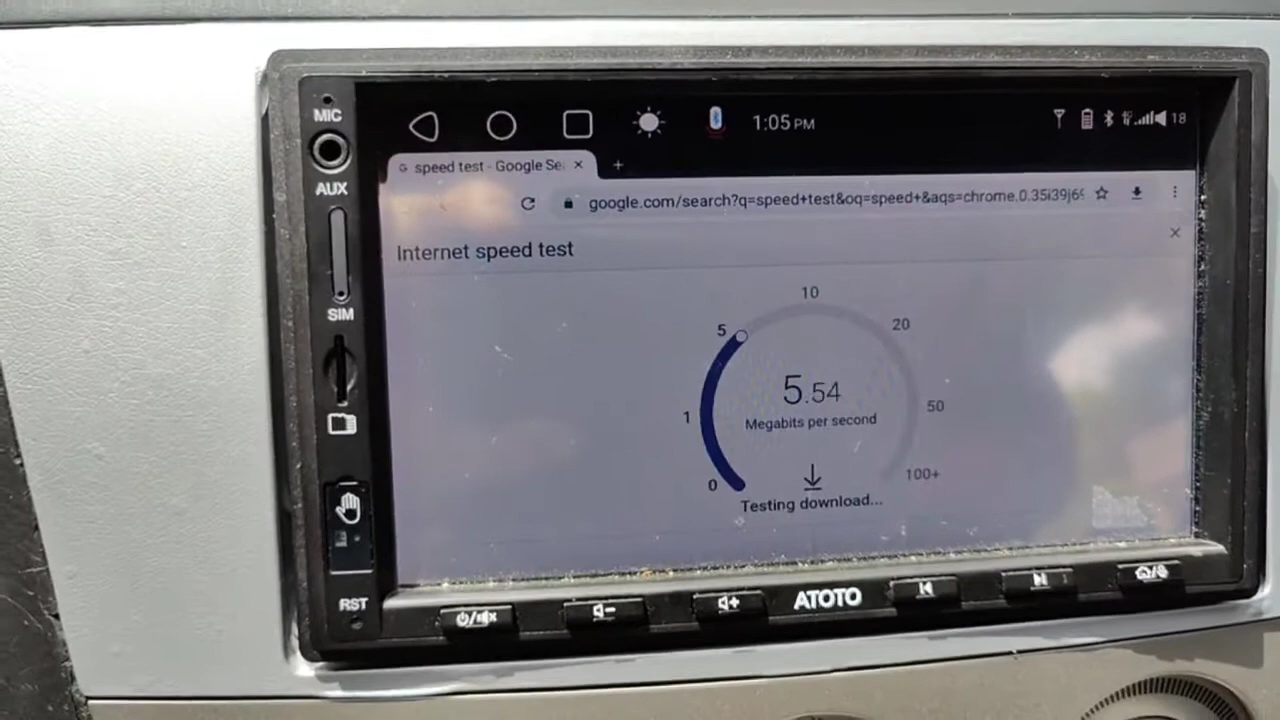 MIC
AUX
SIM
RST
1:05 PM
18
speed test - Google Se
google.com/search?q=speed+test&oq=speed+&aqs=chrome.0.35i39j69
Internet speed test
0
1
5
10
20
50
100+
5.54
Megabits per second
Testing download...
ATOTO